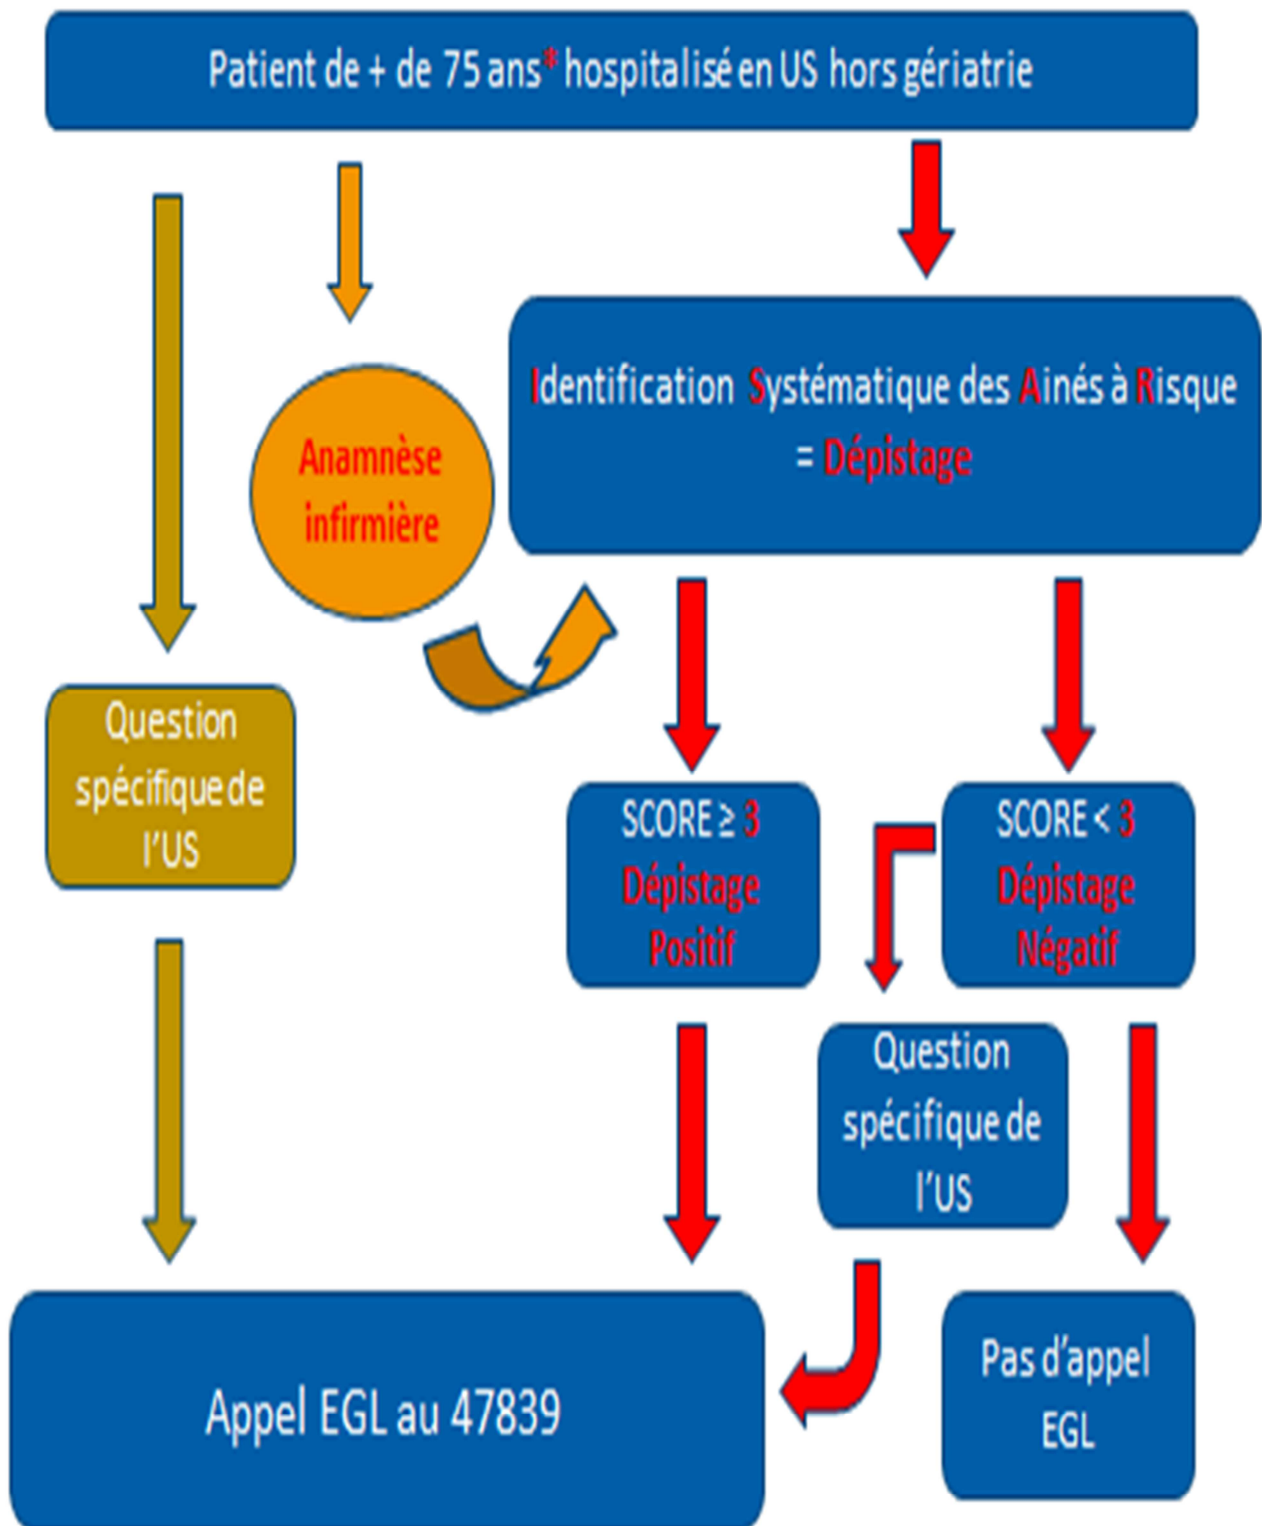 Patient de + de 75 ans* hospitalisé en US hors gériatrie
Identification Systématique des Ainés à Risque
= Dépistage
Anamnèse
infirmière
Question
spécifique de
l'US
SCORE ≥ 3
Dépistage
Positif
SCORE < 3
Dépistage
Négatif
Question
spécifique de
l'US
Appel EGL au 47839
Pas d'appel
EGL